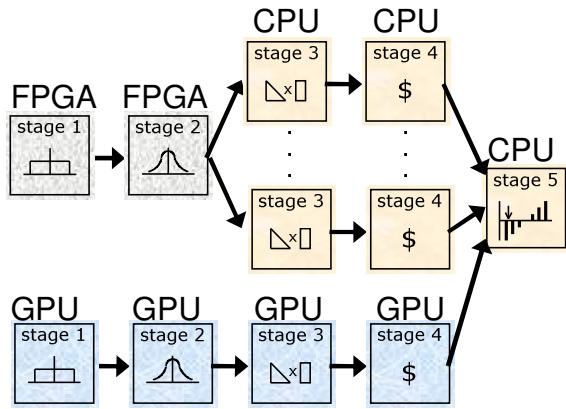 CPU
CPU
stage 3
x
stage 4
$
FPGA
stage 1
FPGA
stage 2
CPU
stage 5
stage 3
x
stage 4
$
GPU
stage 1
GPU
stage 2
GPU
stage 3
x
GPU
stage 4
$